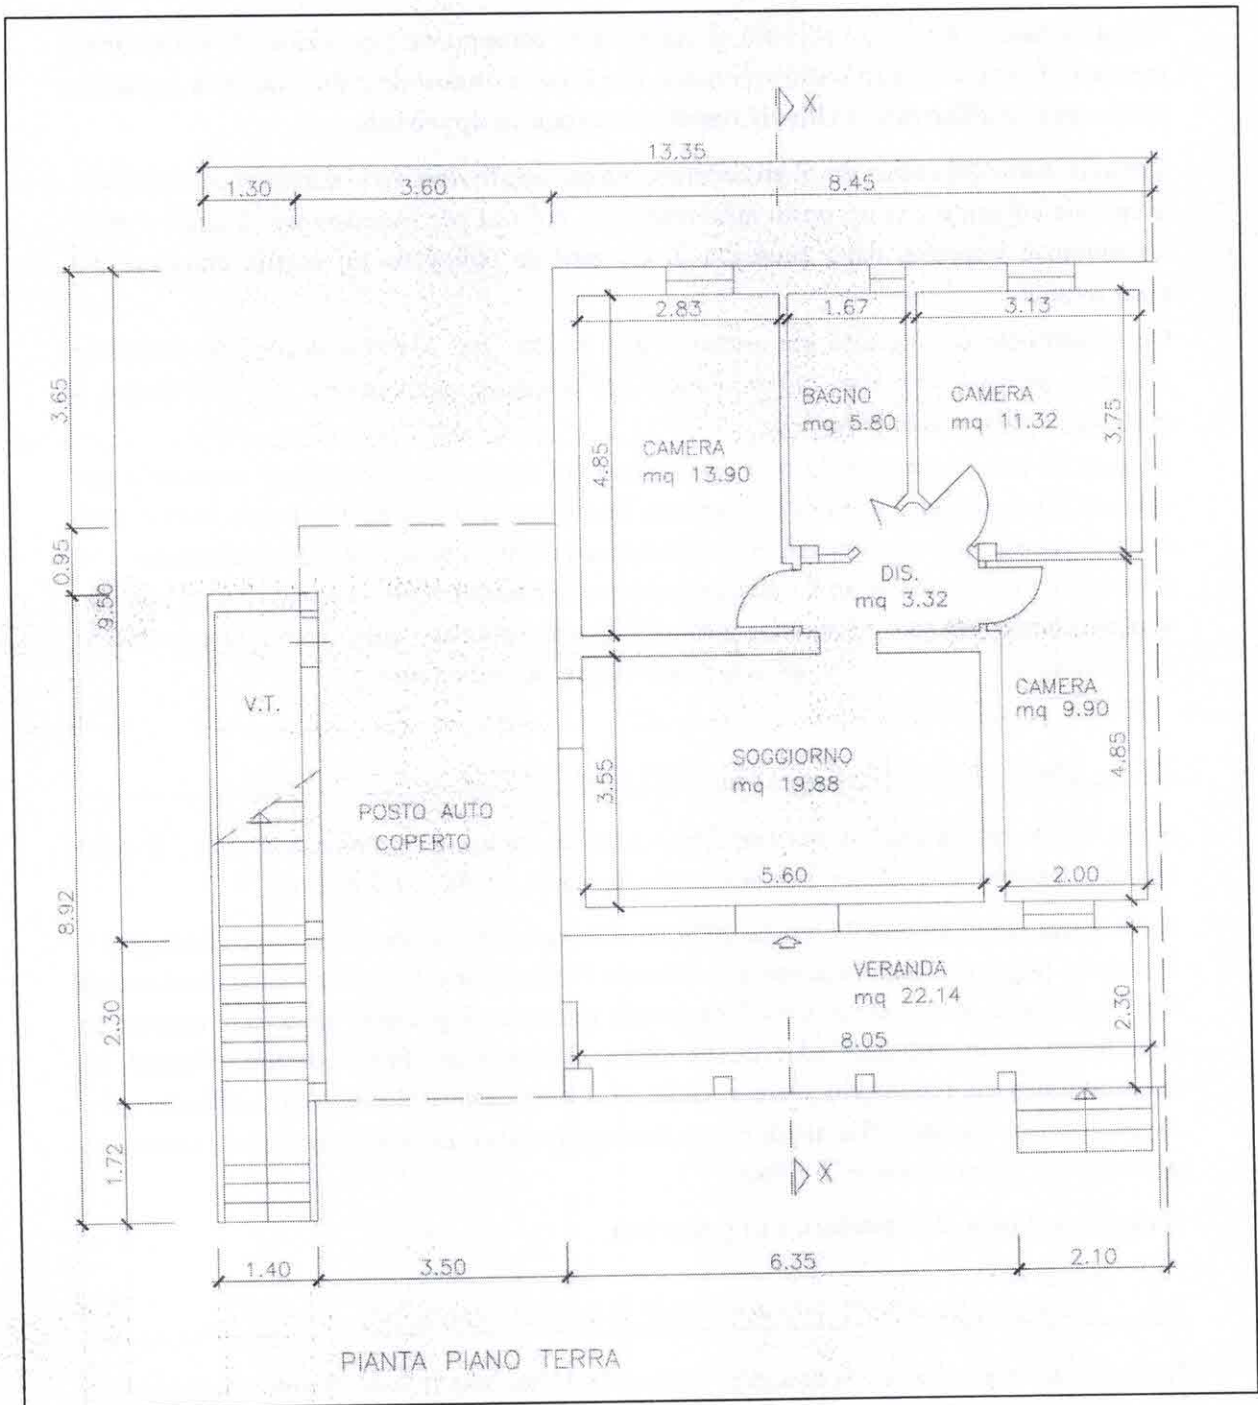 X
13.35
1.30
3.60
8.45
2.83
1.67
3.13
3.65
4.85
CAMERA
mq 13.90
BAGNO
mq 5.80
CAMERA
mq 11.32
3.75
0.95
9.50
DIS.
mq 3.32
V.T.
CAMERA
mq 9.90
4.85
SOGGIORNO
mq 19.88
3.55
POSTO AUTO
COPERTO
5.60
2.00
8.92
VERANDA
mq 22.14
2.30
2.30
8.05
1.72
X
1.40
3.50
6.35
2.10
PIANTA PIANO TERRA